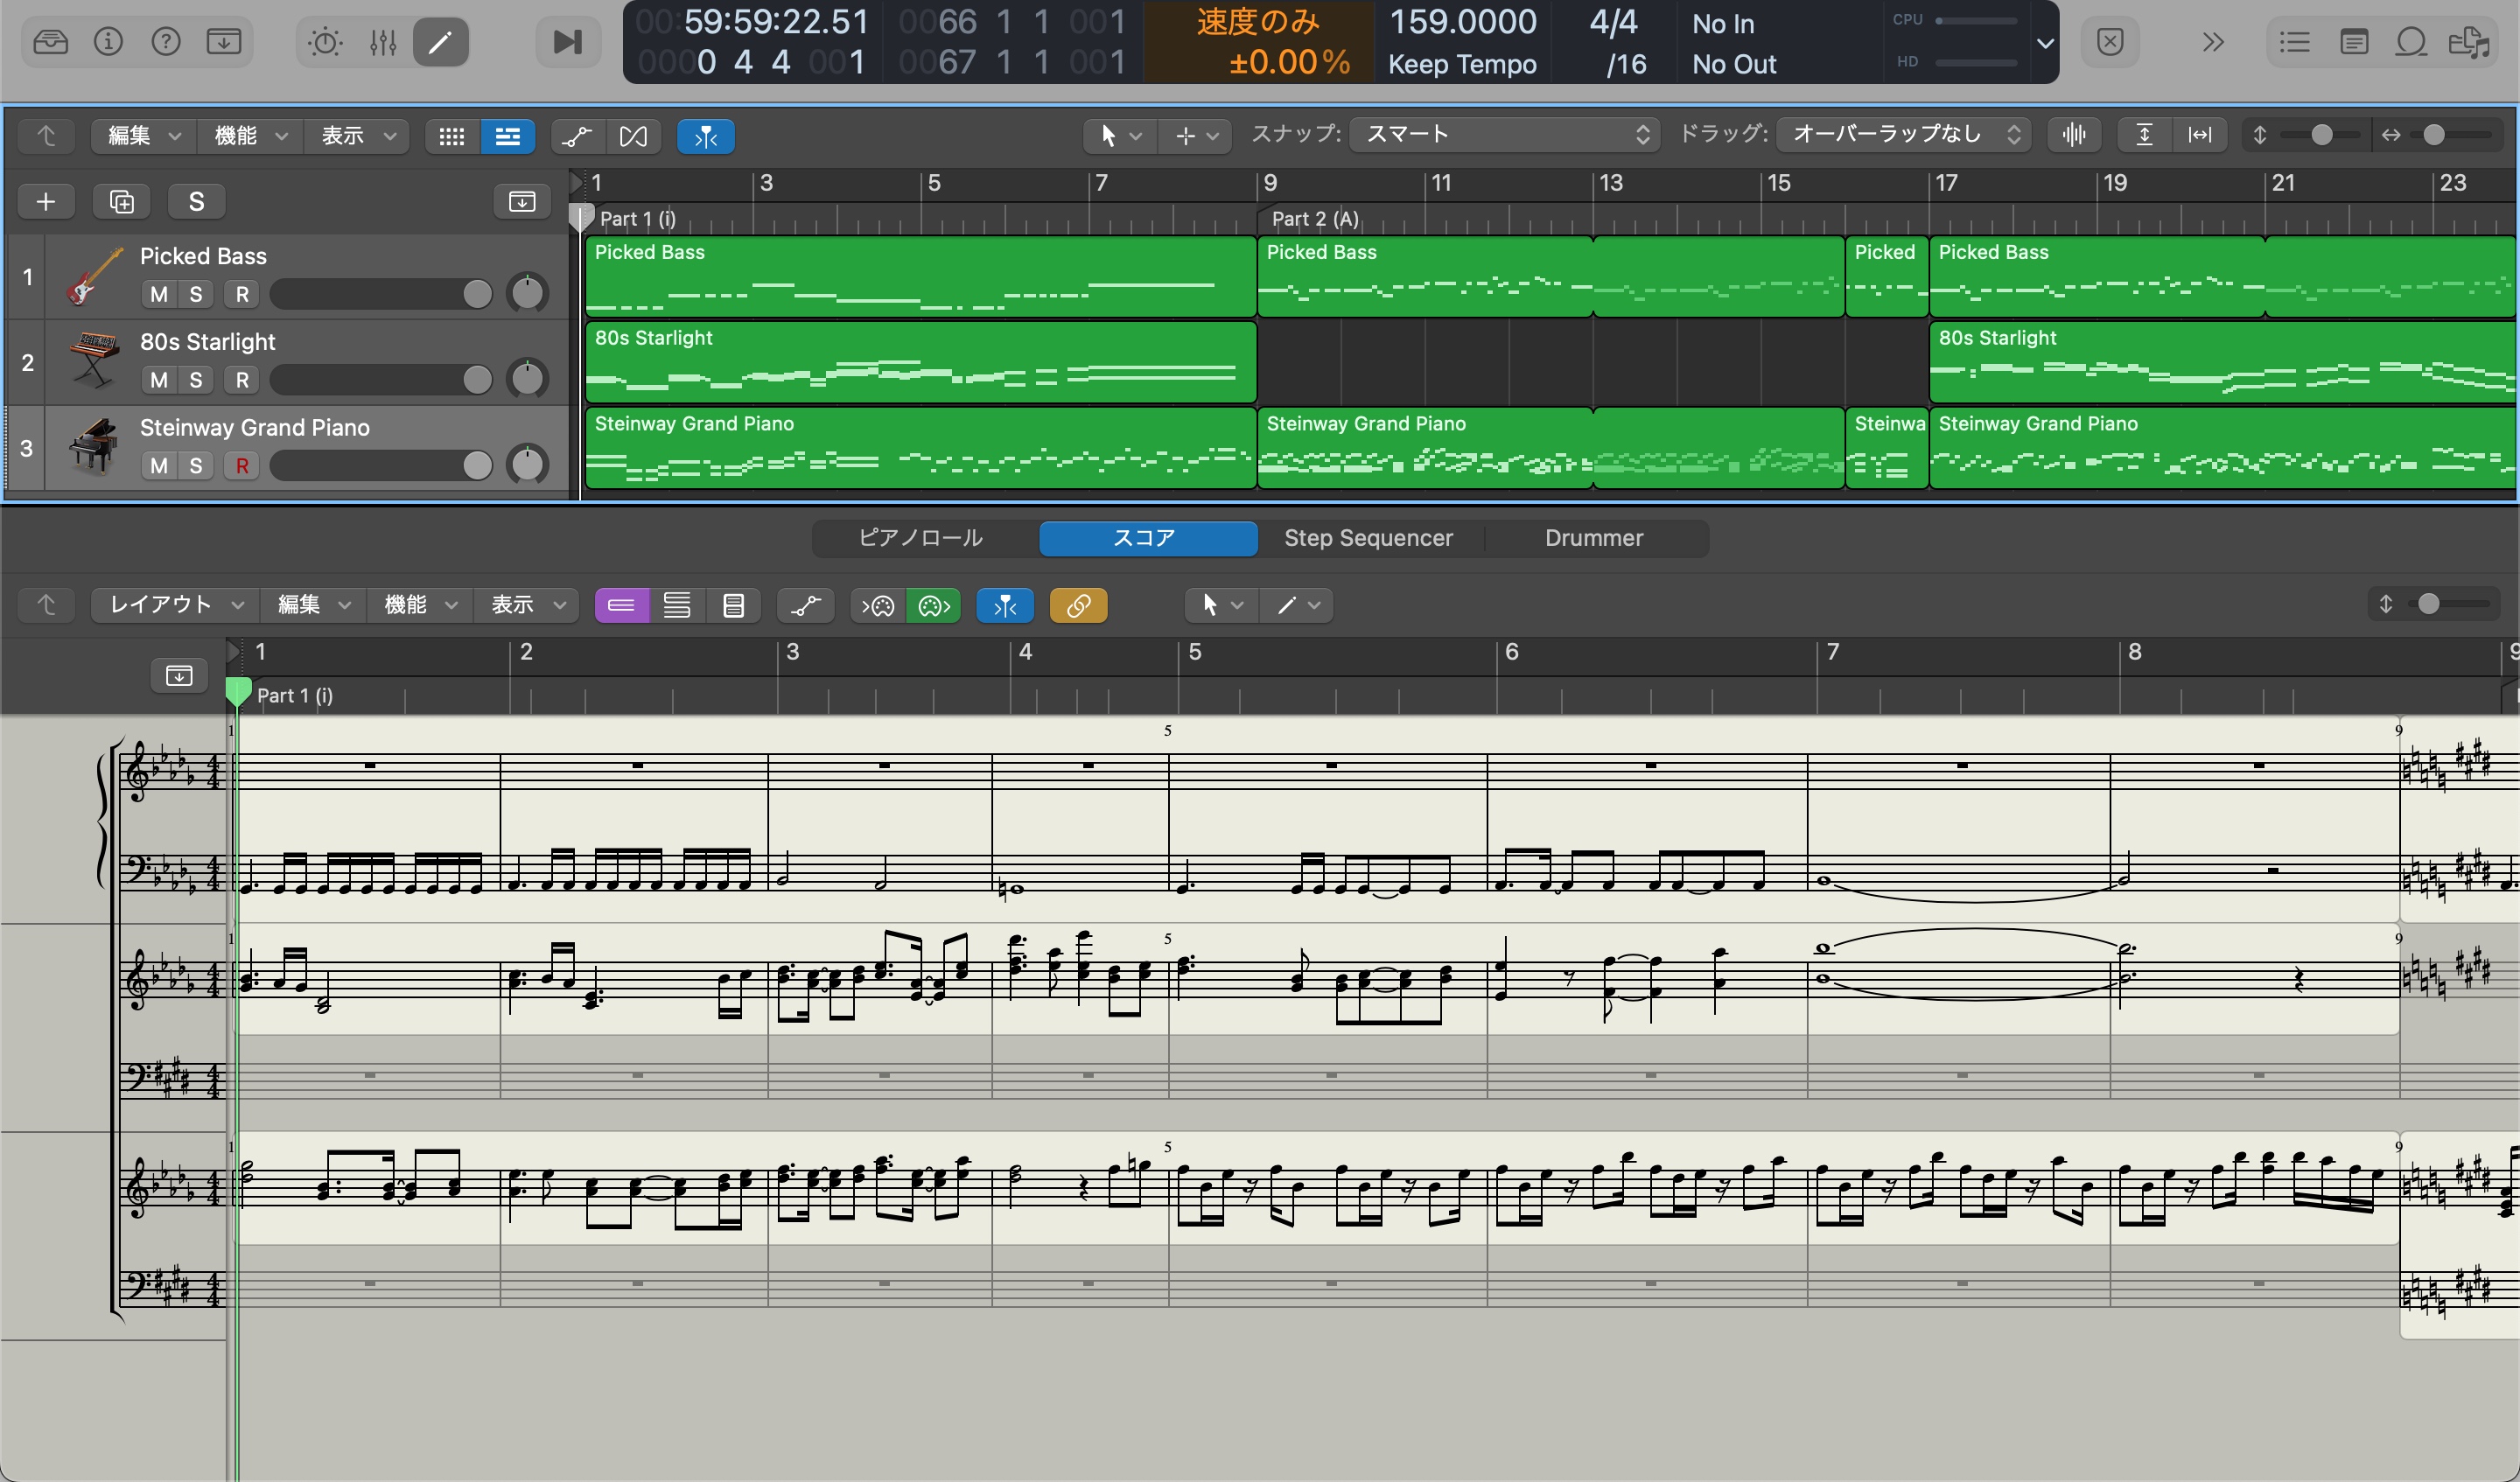 00:59:59:22.51 0066 1 1 001 速度のみ 159.0000 4/4 No In CPU
0000 4 4 001 0067 1 1 001 ±0.00% Keep Tempo /16 No Out HD
編集 機能 表示 スナップ: スマート ドラッグ: オーバーラップなし
S 1 3 5 7 9 11 13 15 17 19 21 23
Part 1 (i) Part 2 (A)
1 Picked Bass M S R
Picked Bass Picked Bass Picked Picked Bass
2 80s Starlight M S R
80s Starlight 80s Starlight
3 Steinway Grand Piano M S R
Steinway Grand Piano Steinway Grand Piano Steinwa Steinway Grand Piano
ピアノロール スコア Step Sequencer Drummer
レイアウト 編集 機能 表示
1 2 3 4 5 6 7 8 9
Part 1 (i)
1 5 9
1 5 9
1 5 9